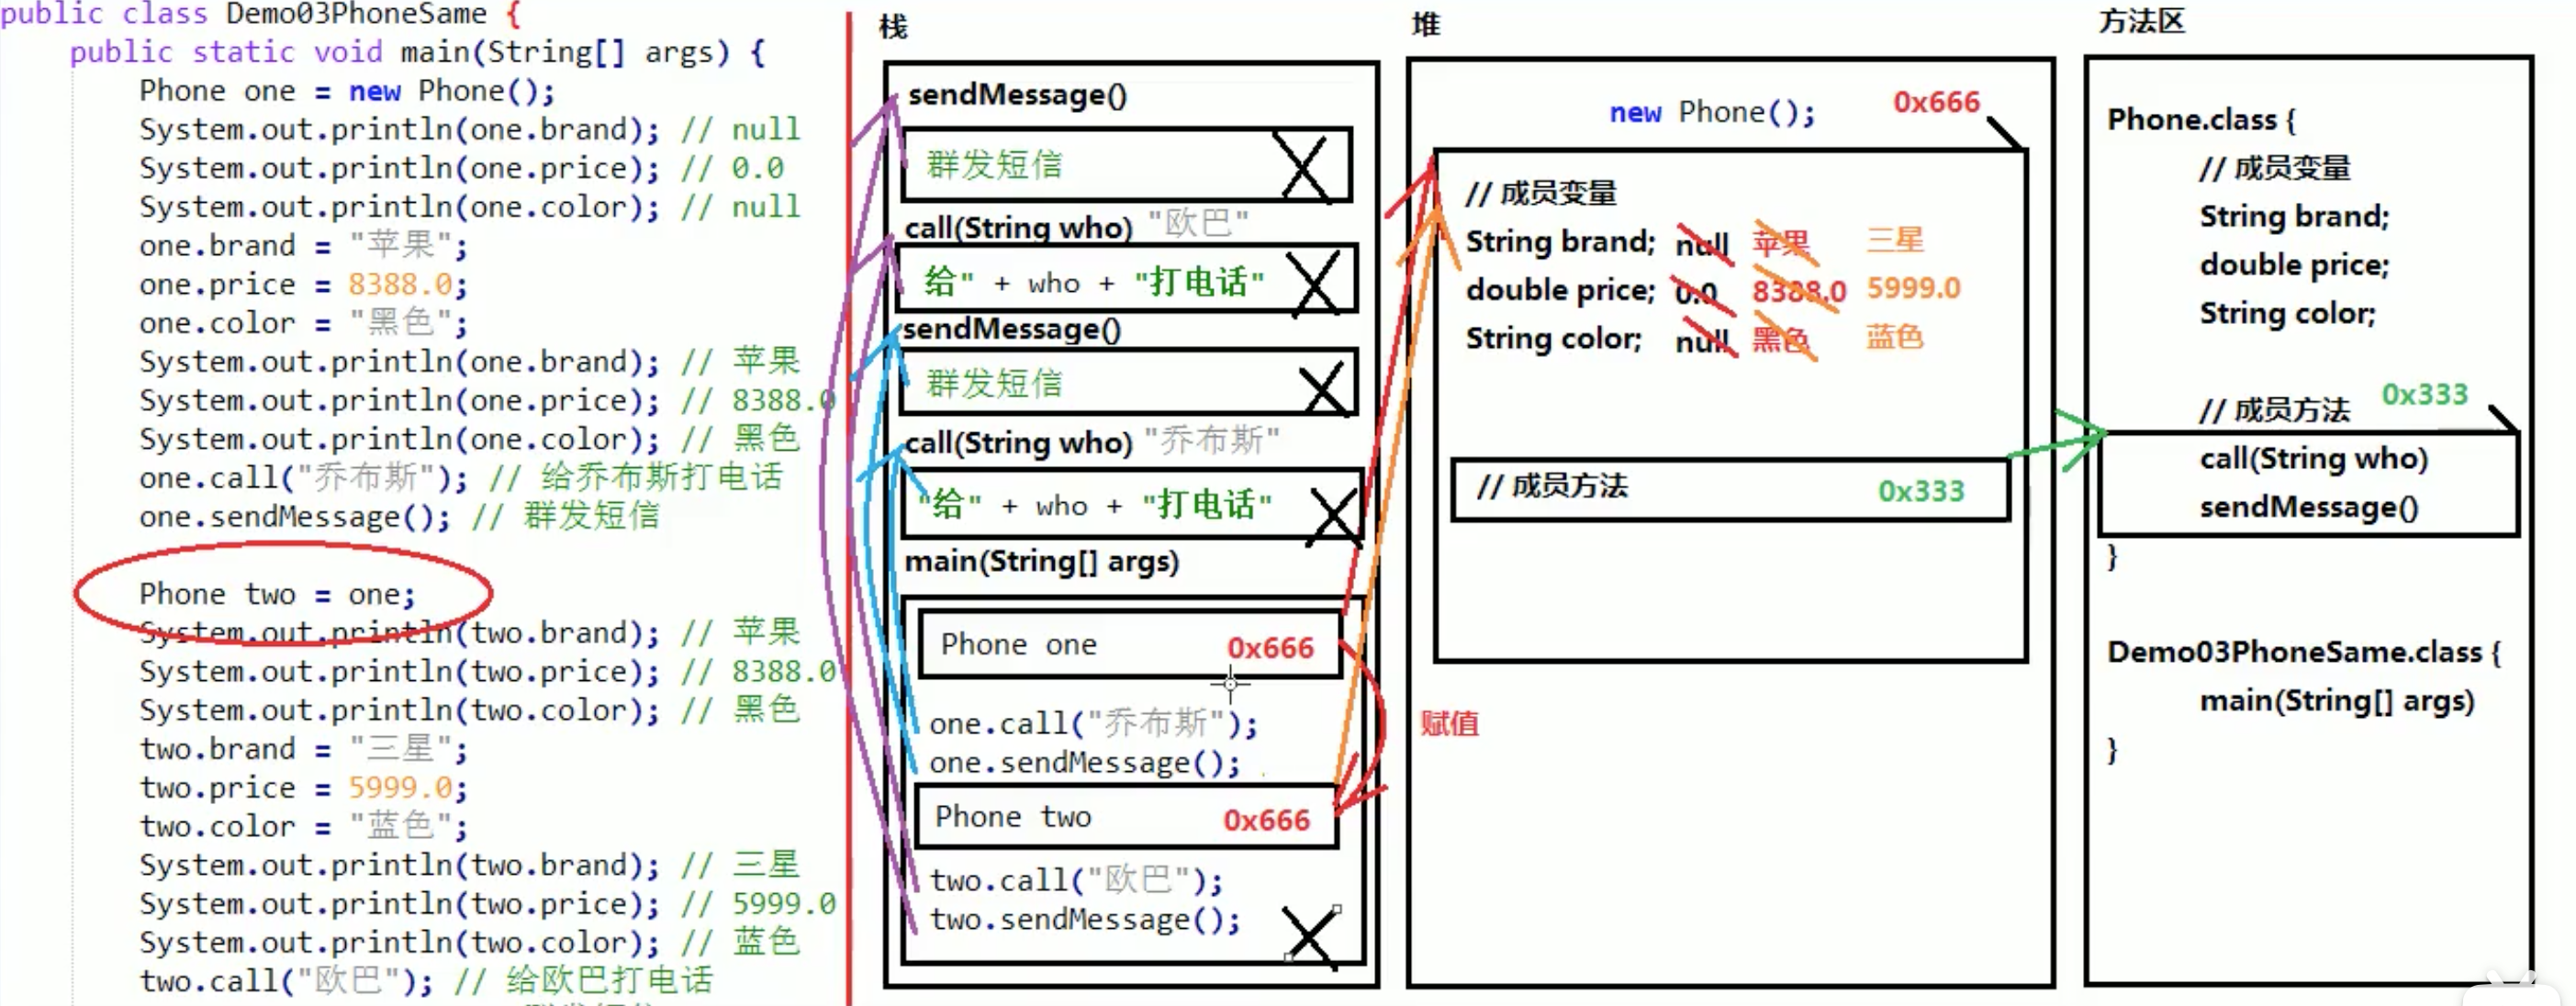 public class Demo03PhoneSame {
public static void main(String[] args) {
Phone one = new Phone();
System.out.println(one.brand); // null
System.out.println(one.price); // 0.0
System.out.println(one.color); // null
one.brand = "苹果";
one.price = 8388.0;
one.color = "黑色";
System.out.println(one.brand); // 苹果
System.out.println(one.price); // 8388.0
System.out.println(one.color); // 黑色
one.call("乔布斯"); // 给乔布斯打电话
one.sendMessage(); // 群发短信
Phone two = one;
System.out.println(two.brand); // 苹果
System.out.println(two.price); // 8388.0
System.out.println(two.color); // 黑色
two.brand = "三星";
two.price = 5999.0;
two.color = "蓝色";
System.out.println(two.brand); // 三星
System.out.println(two.price); // 5999.0
System.out.println(two.color); // 蓝色
two.call("欧巴"); // 给欧巴打电话
栈
sendMessage()
群发短信
call(String who) "欧巴"
给" + who + "打电话"
sendMessage()
群发短信
call(String who) "乔布斯"
"给" + who + "打电话"
main(String[] args)
Phone one 0x666
one.call("乔布斯");
one.sendMessage();
Phone two 0x666
two.call("欧巴");
two.sendMessage();
堆
new Phone(); 0x666
// 成员变量
String brand; null 苹果 三星
double price; 0.0 8388.0 5999.0
String color; null 黑色 蓝色
// 成员方法 0x333
赋值
方法区
Phone.class {
// 成员变量
String brand;
double price;
String color;
// 成员方法 0x333
call(String who)
sendMessage()
}
Demo03PhoneSame.class {
main(String[] args)
}